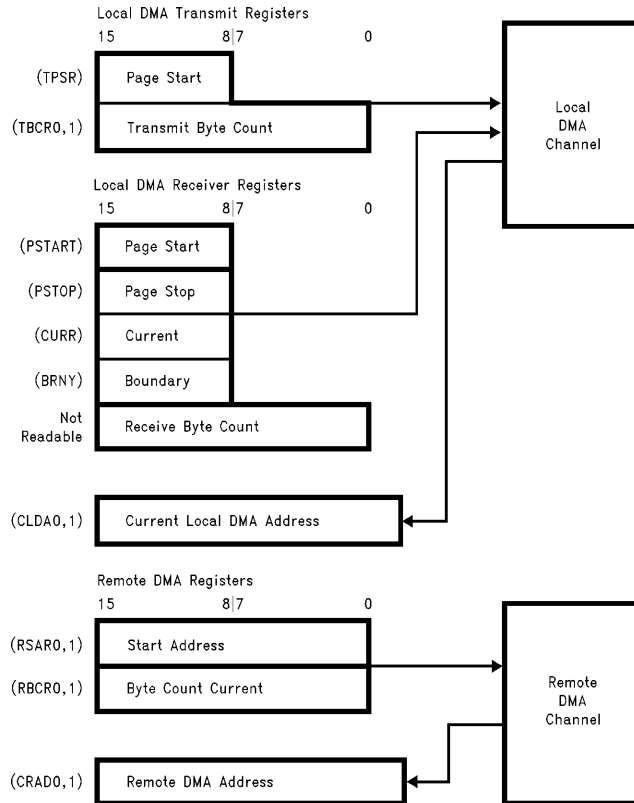 Local DMA Transmit Registers
15 8|7 0
(TPSR) Page Start
(TBCR0,1) Transmit Byte Count
Local
DMA
Channel
Local DMA Receiver Registers
15 8|7 0
(PSTART) Page Start
(PSTOP) Page Stop
(CURR) Current
(BRNY) Boundary
Not
Readable
Receive Byte Count
(CLDA0,1) Current Local DMA Address
Remote DMA Registers
15 8|7 0
(RSAR0,1) Start Address
(RBCR0,1) Byte Count Current
Remote
DMA
Channel
(CRAD0,1) Remote DMA Address